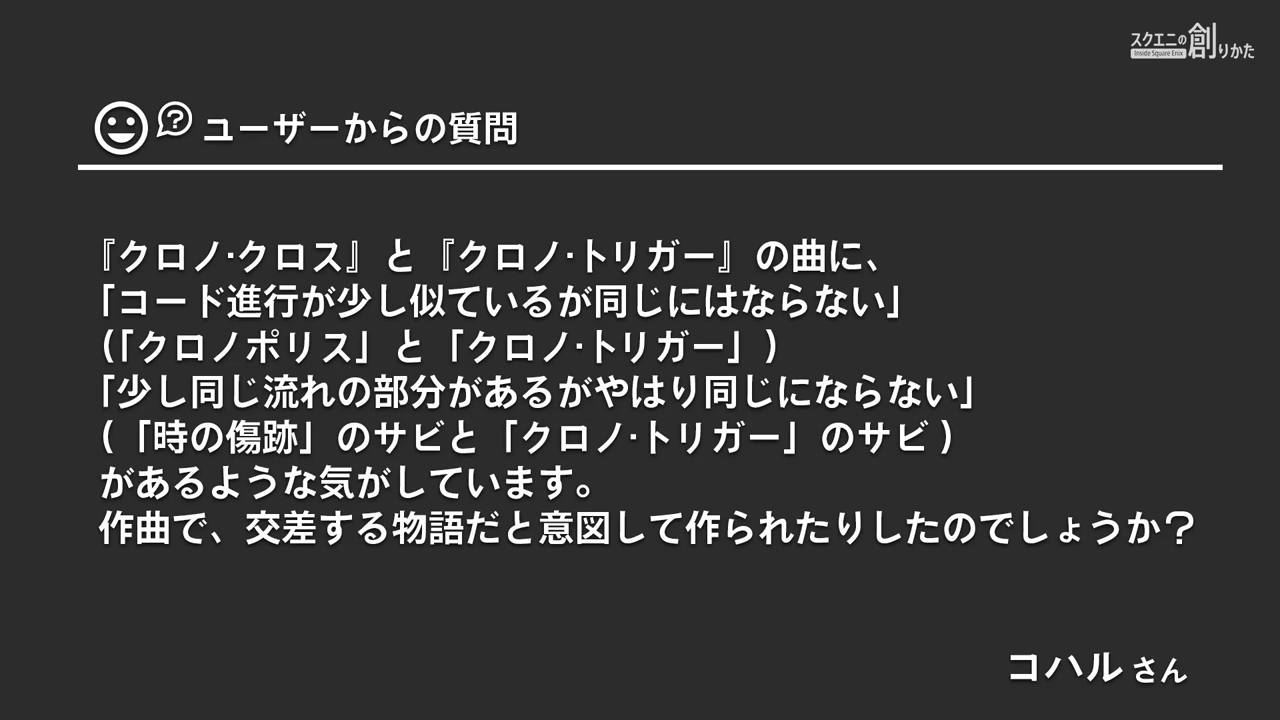 スクエニの創りかた
Inside Square Enix
ユーザーからの質問
『クロノ·クロス』と『クロノ·トリガー』の曲に、
「コード進行が少し似ているが同じにはならない」
(「クロノポリス」と「クロノ·トリガー」)
「少し同じ流れの部分があるがやはり同じにならない」
(「時の傷跡」のサビと「クロノ·トリガー」のサビ)
があるような気がしています。
作曲で、交差する物語だと意図して作られたりしたのでしょうか？
コハルさん